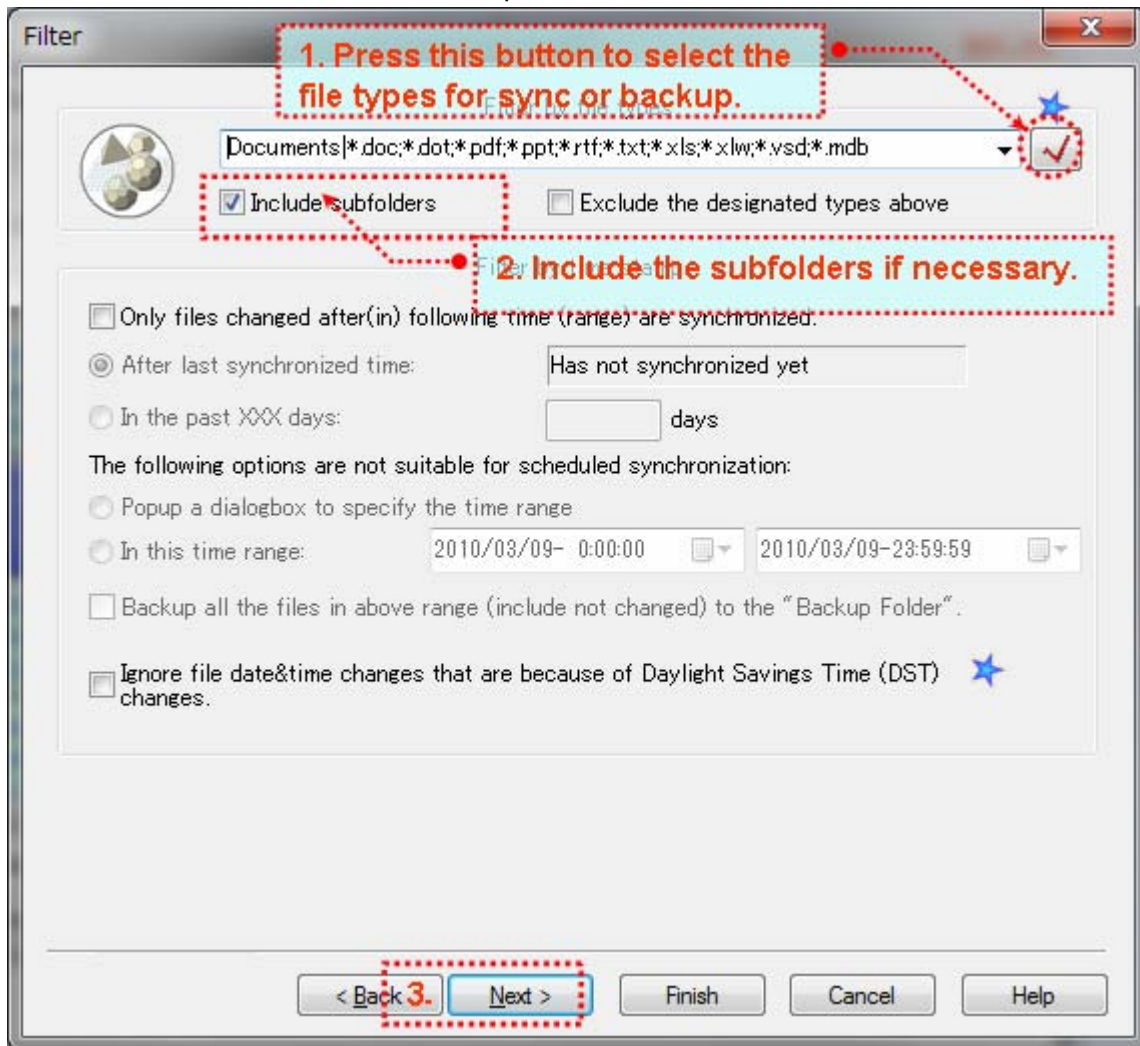 Filter
1. Press this button to select the
file types for sync or backup.
Documents|*.doc;*.dot;*.pdf;*.ppt;*.rtf;*.txt;*.xls;*.xlw;*.vsd;*.mdb
Include subfolders
Exclude the designated types above
2. Include the subfolders if necessary.
Only files changed after(in) following time (range) are synchronized:
After last synchronized time:
Has not synchronized yet
In the past XXX days:
days
The following options are not suitable for scheduled synchronization:
Popup a dialogbox to specify the time range
In this time range:
2010/03/09- 0:00:00
2010/03/09-23:59:59
Backup all the files in above range (include not changed) to the "Backup Folder".
Ignore file date&time changes that are because of Daylight Savings Time (DST)
changes.
< Back
3.
Next >
Finish
Cancel
Help